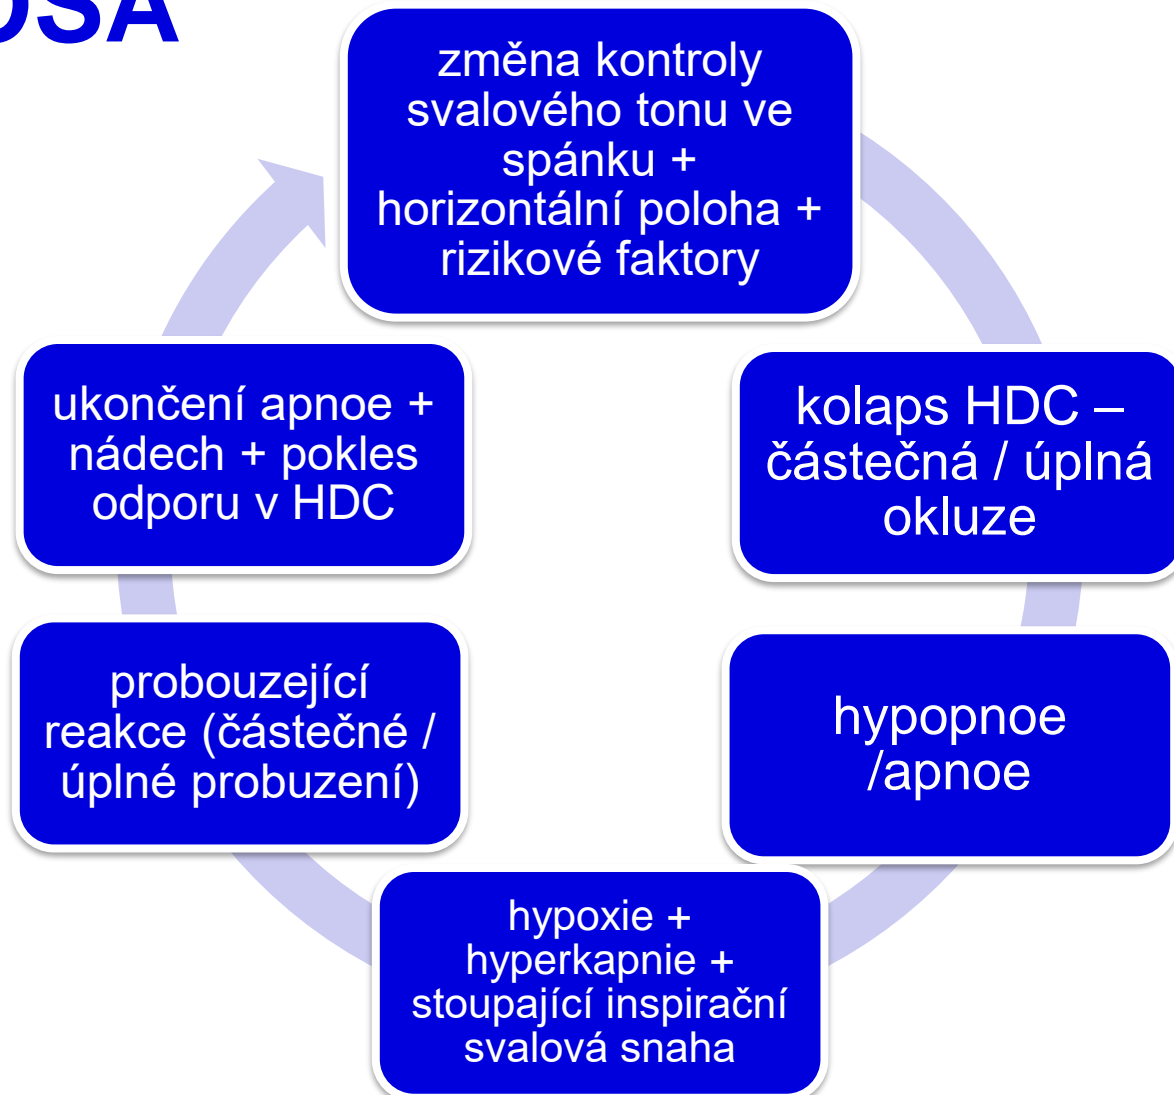 OSA
změna kontroly
svalového tonu ve
spánku +
horizontální poloha +
rizikové faktory
kolaps HDC –
částečná / úplná
okluze
hypopnoe
/apnoe
hypoxie +
hyperkapnie +
stoupající inspirační
svalová snaha
probouzející
reakce (částečné /
úplné probuzení)
ukončení apnoe +
nádech + pokles
odporu v HDC